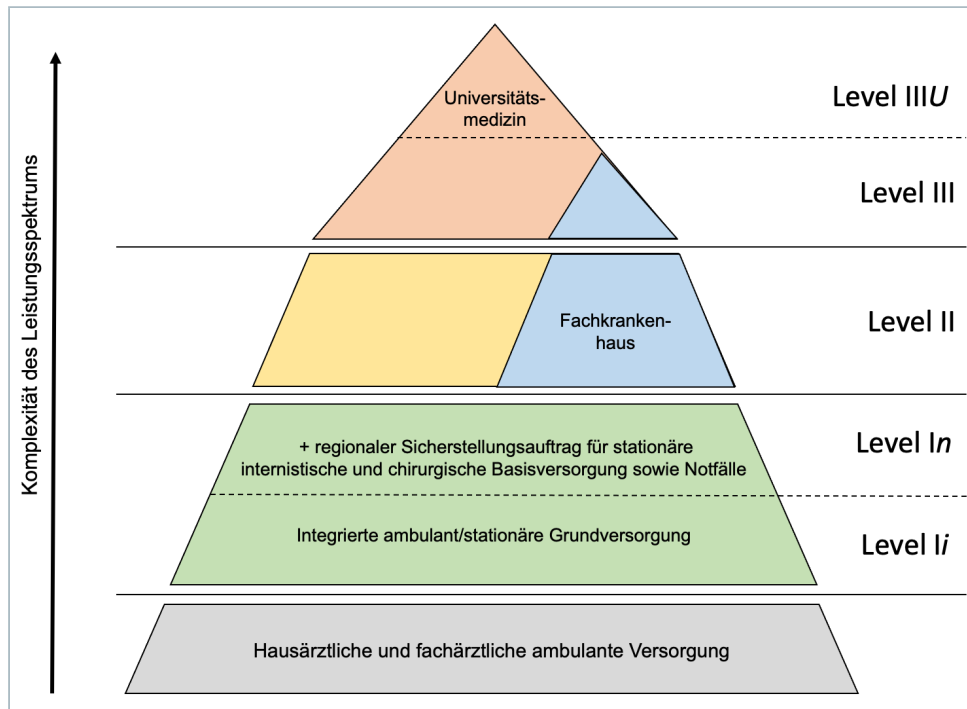 Komplexität des Leistungsspektrums
Universitäts-
medizin
Level IIIU
Level III
Fachkranken-
haus
Level II
+ regionaler Sicherstellungsauftrag für stationäre
internistische und chirurgische Basisversorgung sowie Notfälle
Level In
Integrierte ambulant/stationäre Grundversorgung
Level Ii
Hausärztliche und fachärztliche ambulante Versorgung